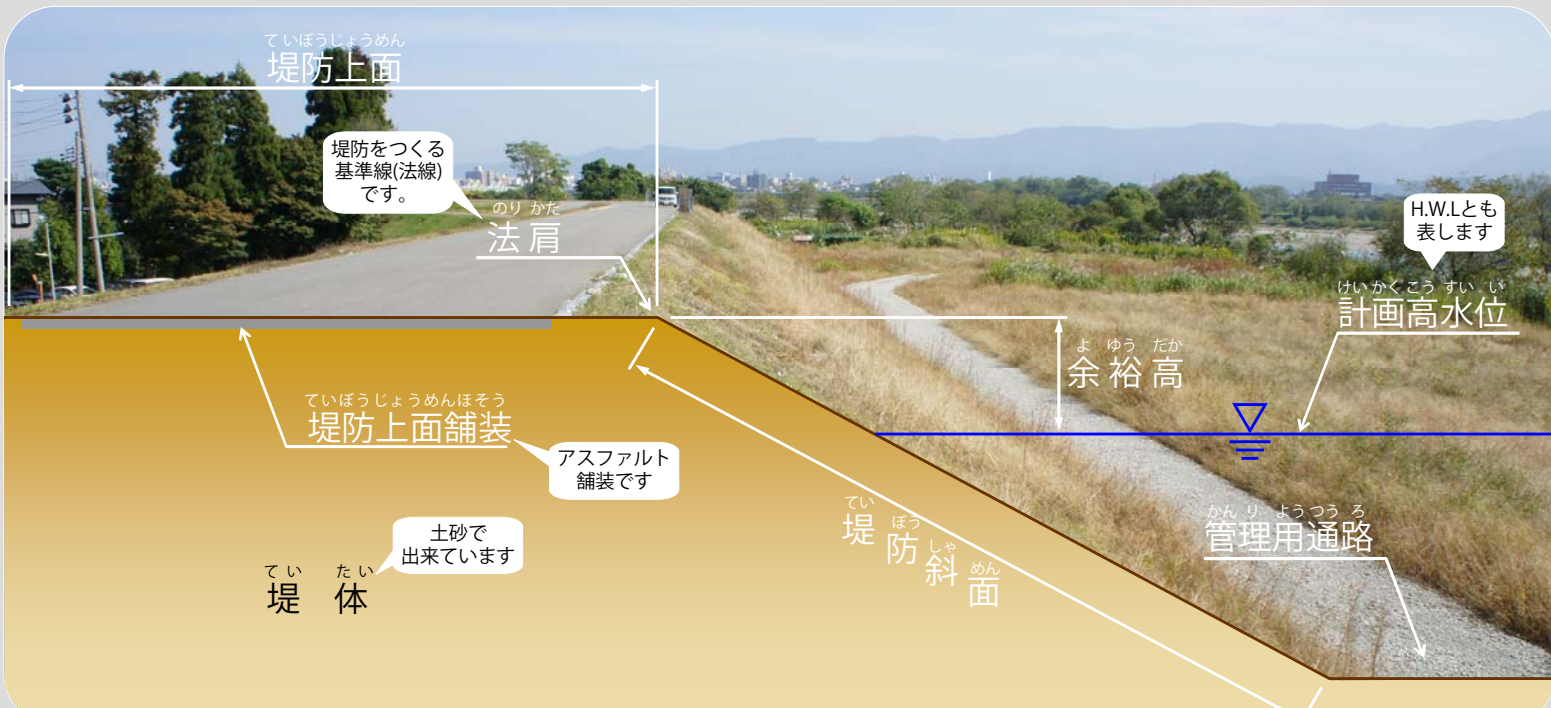 ていぼうじょうめん
堤防上面
堤防をつくる
基準線(法線)
です。
のり かた
法肩
H.W.Lとも
表します
けいかくこうすいい
計画高水位
よ ゆう だか
余裕高
ていぼうじょうめんほそう
堤防上面舗装
アスファルト
舗装です
てい ぼう しゃ めん
堤防斜面
かんりようつうろ
管理用通路
土砂で
出来ています
てい たい
堤体